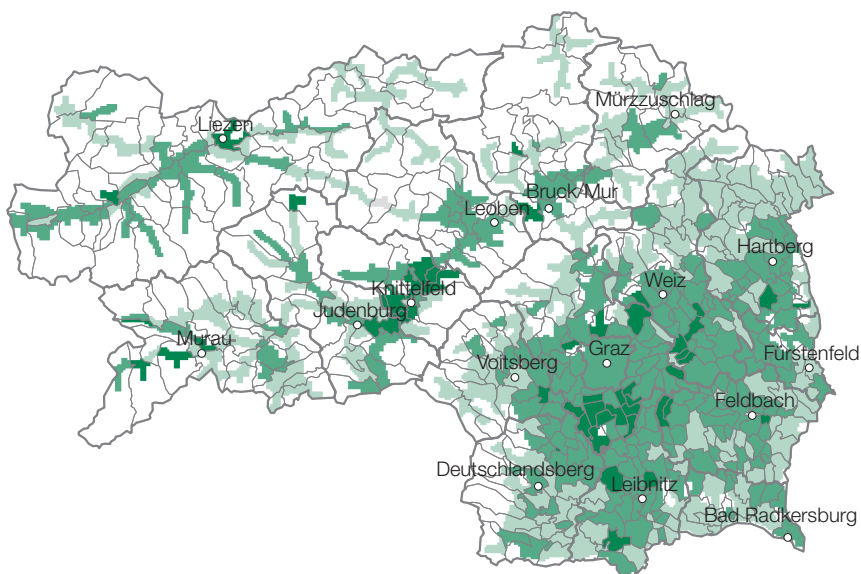 Mürzzuschlag
Liezen
Bruck/Mur
Leoben
Hartberg
Weiz
Knittelfeld
Judenburg
Murau
Graz
Voitsberg
Fürstenfeld
Feldbach
Deutschlandsberg
Leibnitz
Bad Radkersburg